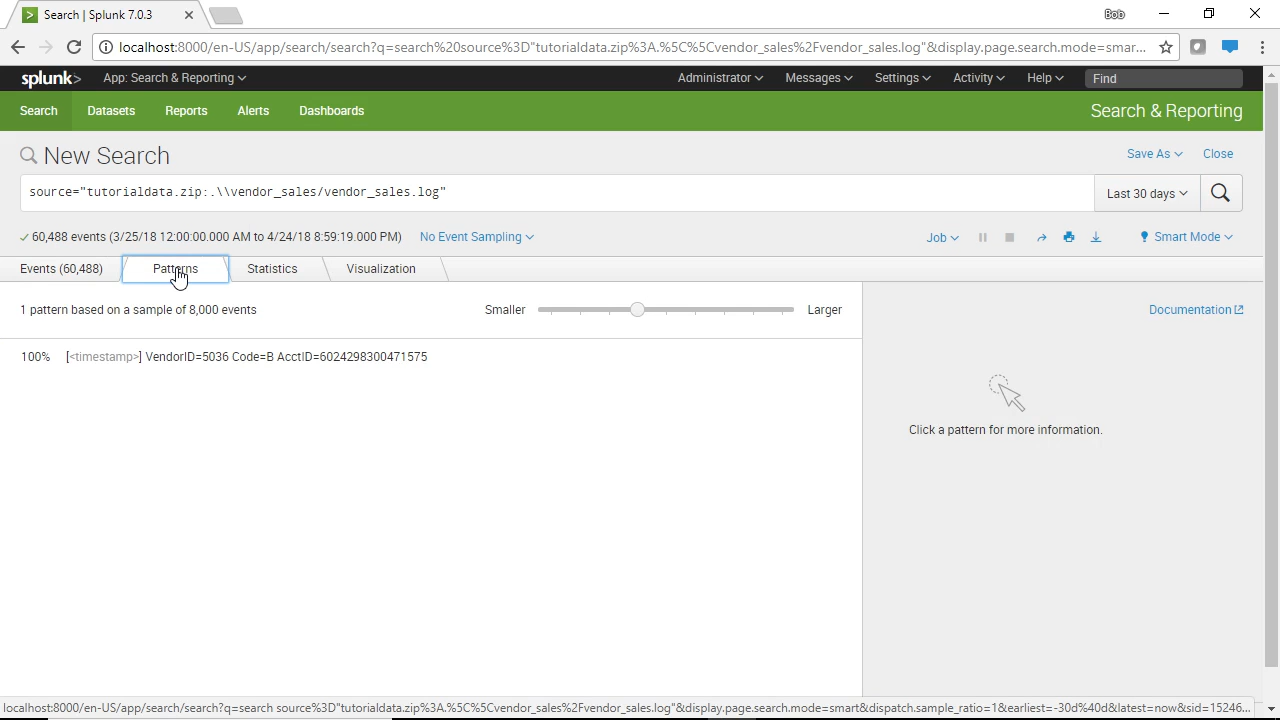 Search | Splunk 7.0.3
Bob
localhost:8000/en-US/app/search/search?q=search%20source%3D"tutorialdata.zip%3A.%5C%5Cvendor_sales%2Fvendor_sales.log"&display.page.search.mode=smar...
splunk> App: Search & Reporting Administrator Messages Settings Activity Help Find
Search Datasets Reports Alerts Dashboards Search & Reporting
New Search Save As Close
source="tutorialdata.zip:.\\vendor_sales/vendor_sales.log" Last 30 days
60,488 events (3/25/18 12:00:00.000 AM to 4/24/18 8:59:19.000 PM) No Event Sampling Job Smart Mode
Events (60,488) Patterns Statistics Visualization
1 pattern based on a sample of 8,000 events Smaller Larger Documentation
100% [<timestamp>] VendorID=5036 Code=B AcctID=6024298300471575
Click a pattern for more information.
localhost:8000/en-US/app/search/search?q=search source%3D"tutorialdata.zip%3A.%5C%5Cvendor_sales%2Fvendor_sales.log"&display.page.search.mode=smart&dispatch.sample_ratio=1&earliest=-30d%40d&latest=now&sid=15246...